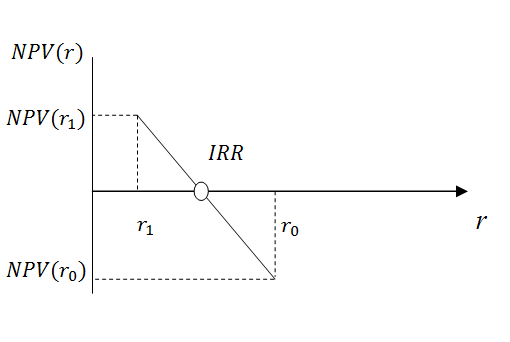 NPV(r)
NPV(r₁)
IRR
r₁
r₀
r
NPV(r₀)